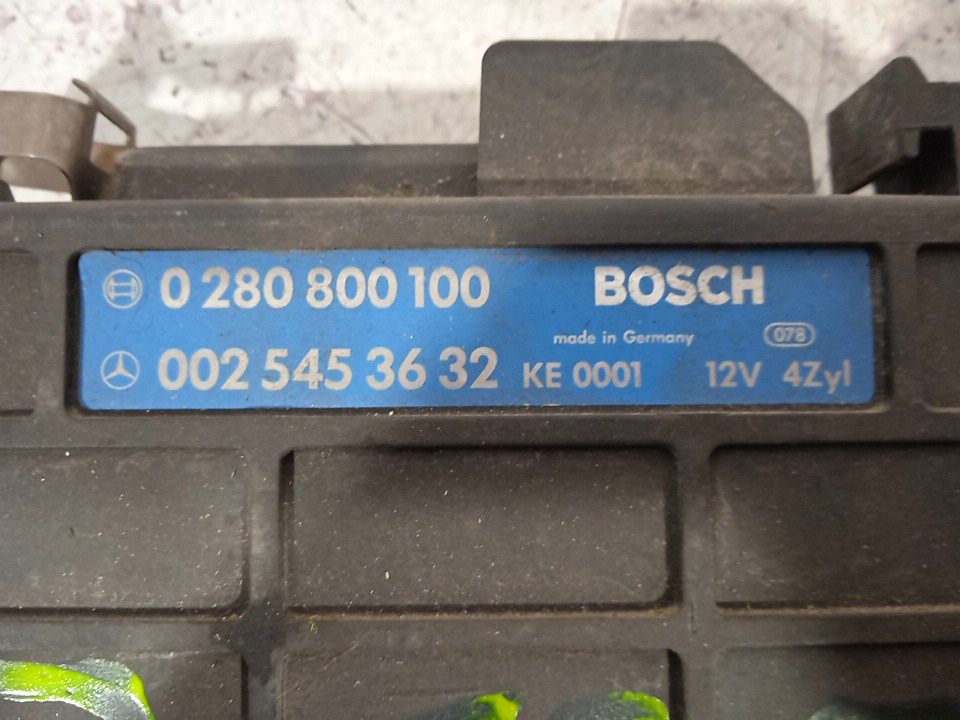 0 280 800 100 BOSCH
made in Germany 078
002 545 36 32 KE 0001 12V 4Zyl